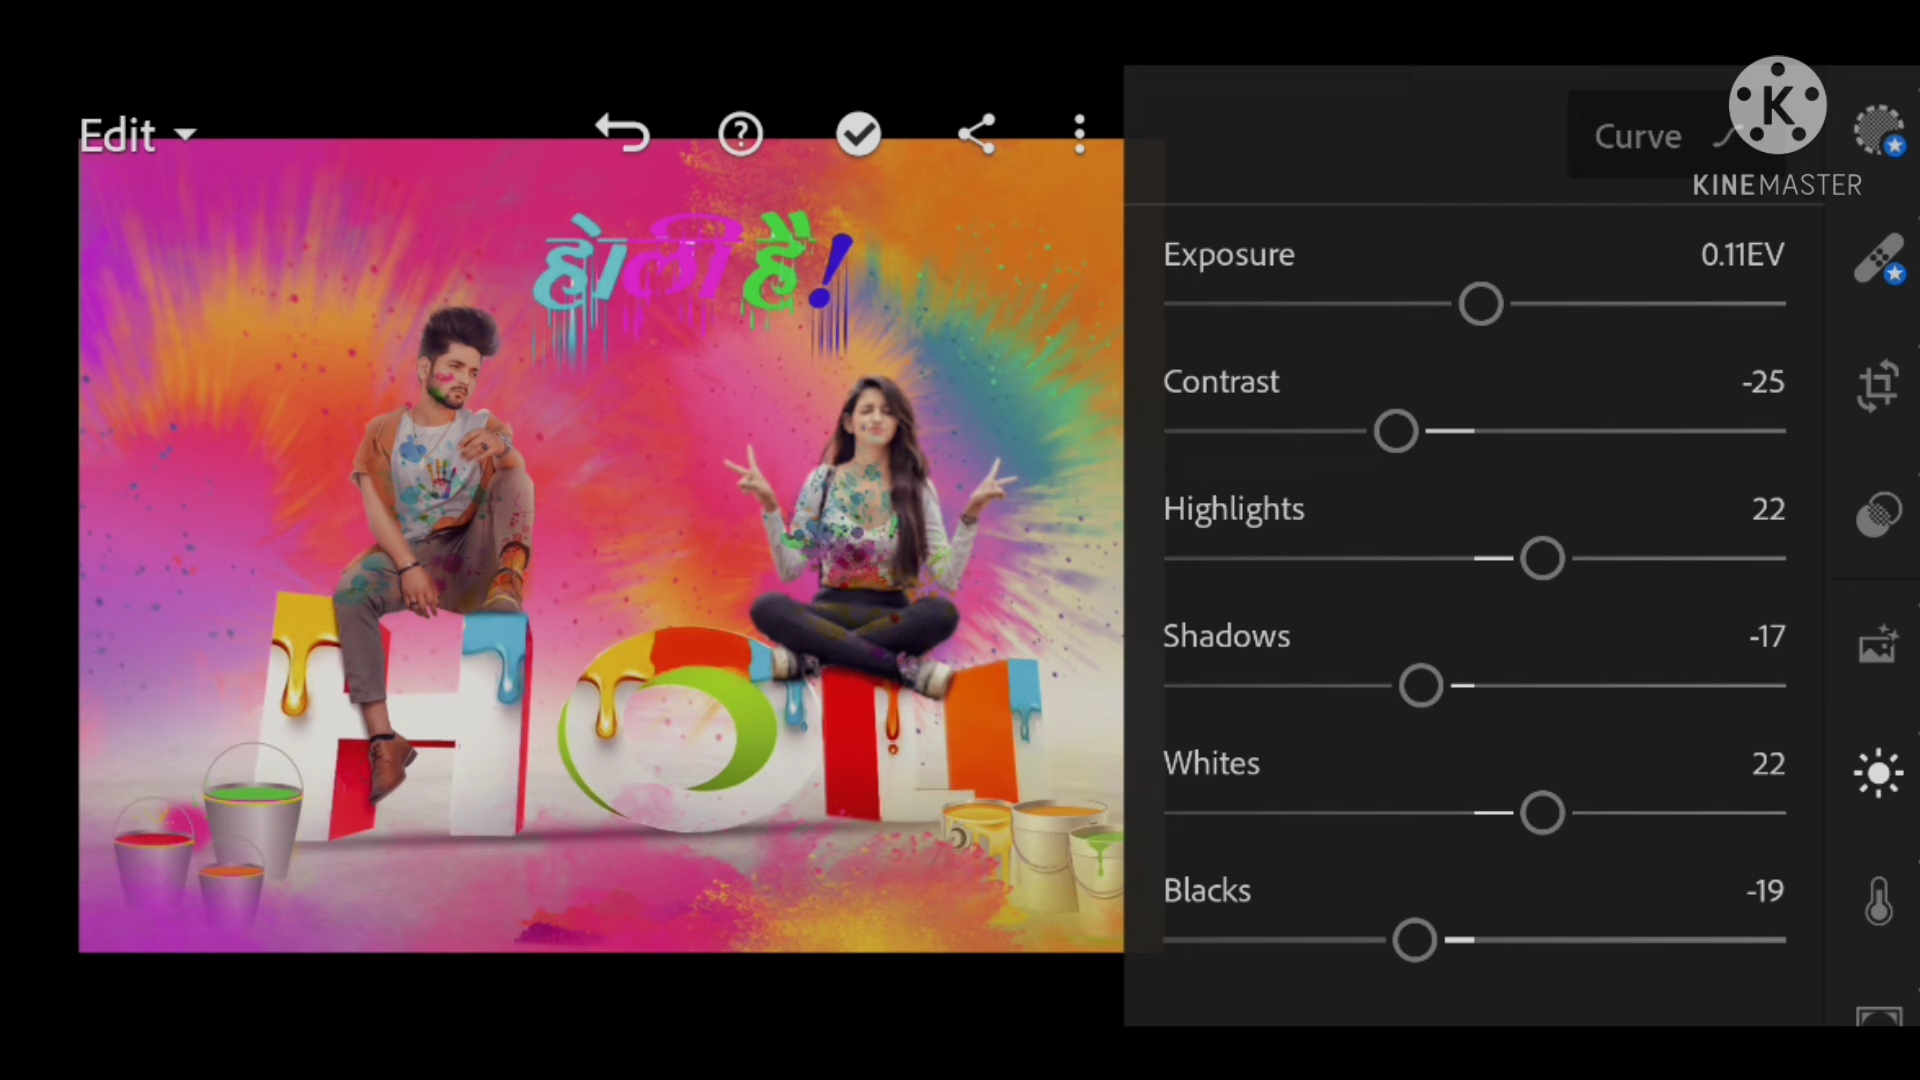 Edit
Curve
KINEMASTER
होली है!
HOLI
Exposure 0.11EV
Contrast -25
Highlights 22
Shadows -17
Whites 22
Blacks -19